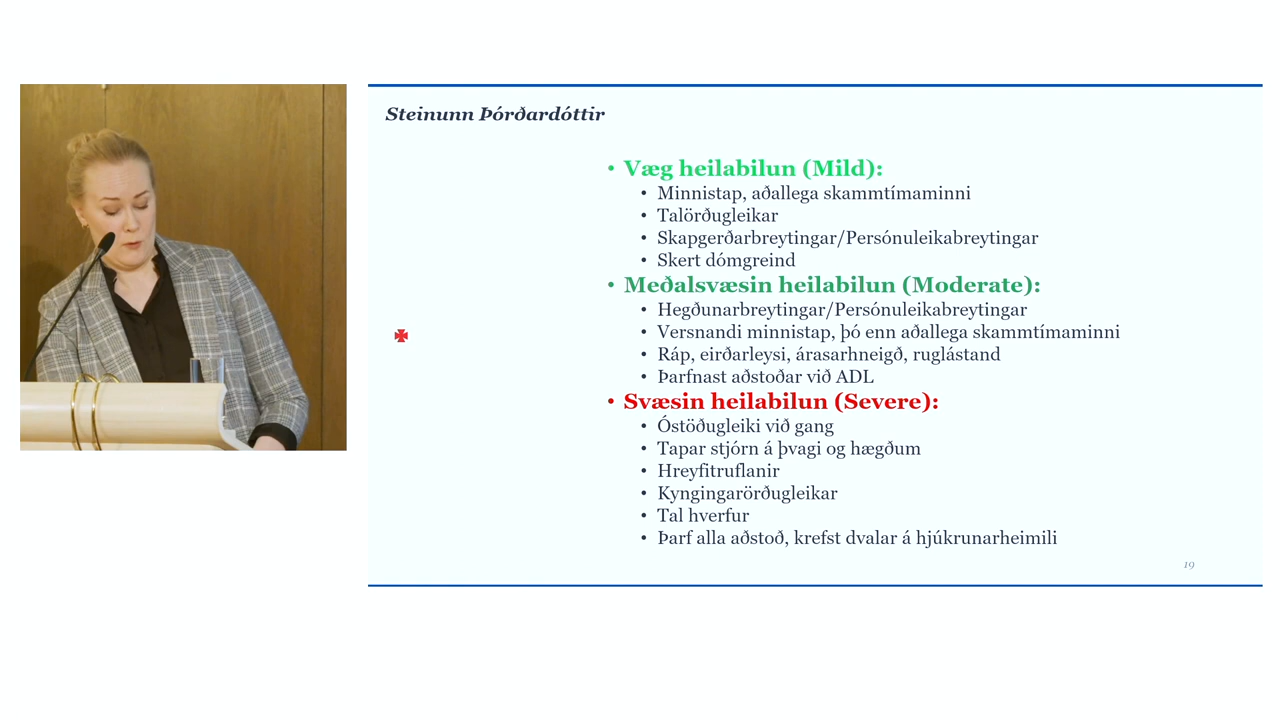 Steinunn Þórðardóttir
• Væg heilabilun (Mild):
• Minnistap, aðallega skammtímaminni
• Talörðugleikar
• Skapgerðarbreytingar/Persónuleikabreytingar
• Skert dómgreind
• Meðalsvæsin heilabilun (Moderate):
• Hegðunarbreytingar/Persónuleikabreytingar
• Versnandi minnistap, þó enn aðallega skammtímaminni
• Ráp, eirðarleysi, árasarhneigð, ruglástand
• Þarfnast aðstoðar við ADL
• Svæsin heilabilun (Severe):
• Óstöðugleiki við gang
• Tapar stjórn á þvagi og hægðum
• Hreyfitruflanir
• Kyngingarörðugleikar
• Tal hverfur
• Þarf alla aðstoð, krefst dvalar á hjúkrunarheimili
19